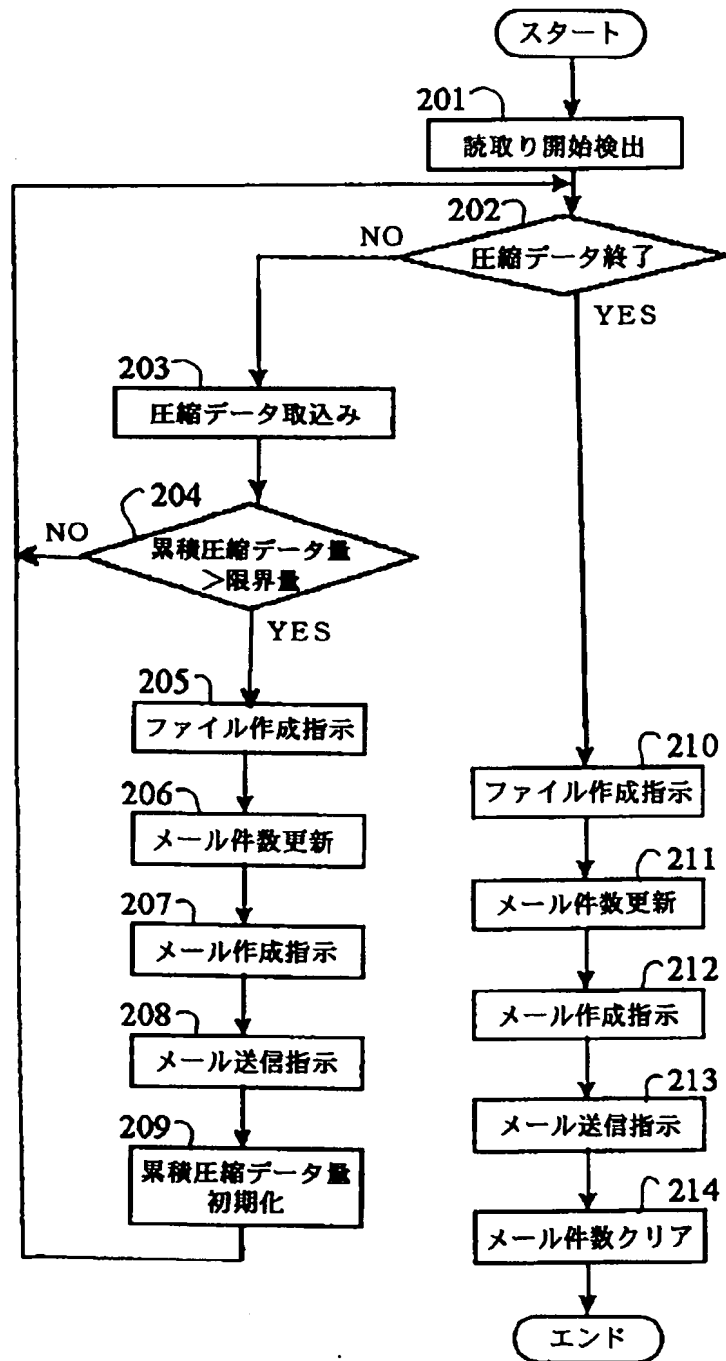 スタート
201
読取り開始検出
202
NO
圧縮データ終了
YES
203
圧縮データ取込み
204
NO
累積圧縮データ量
>限界量
YES
205
ファイル作成指示
206
メール件数更新
207
メール作成指示
208
メール送信指示
209
累積圧縮データ量
初期化
210
ファイル作成指示
211
メール件数更新
212
メール作成指示
213
メール送信指示
214
メール件数クリア
エンド